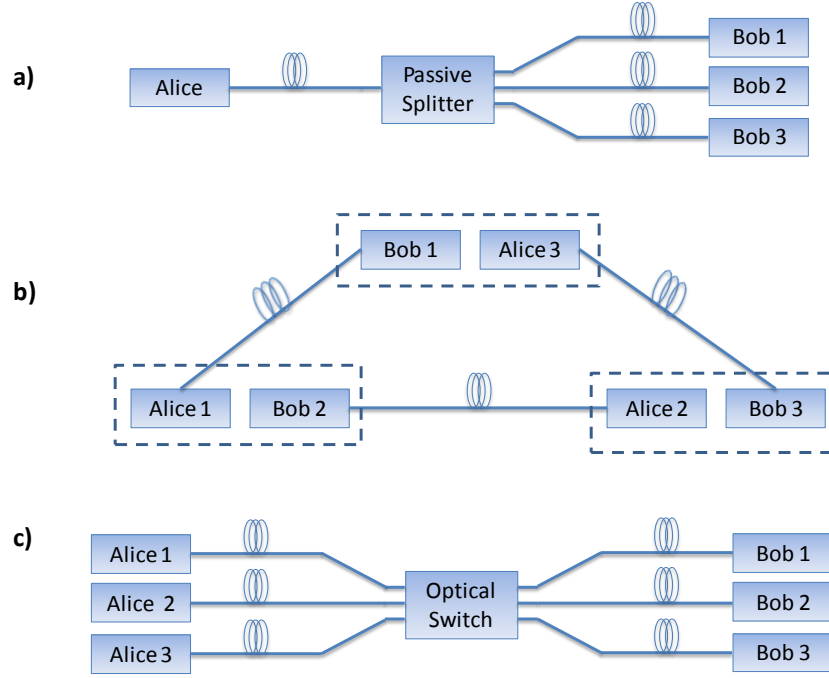 a)
Alice
Passive
Splitter
Bob 1
Bob 2
Bob 3
b)
Bob 1
Alice 3
Alice 1
Bob 2
Alice 2
Bob 3
c)
Alice 1
Alice 2
Alice 3
Optical
Switch
Bob 1
Bob 2
Bob 3